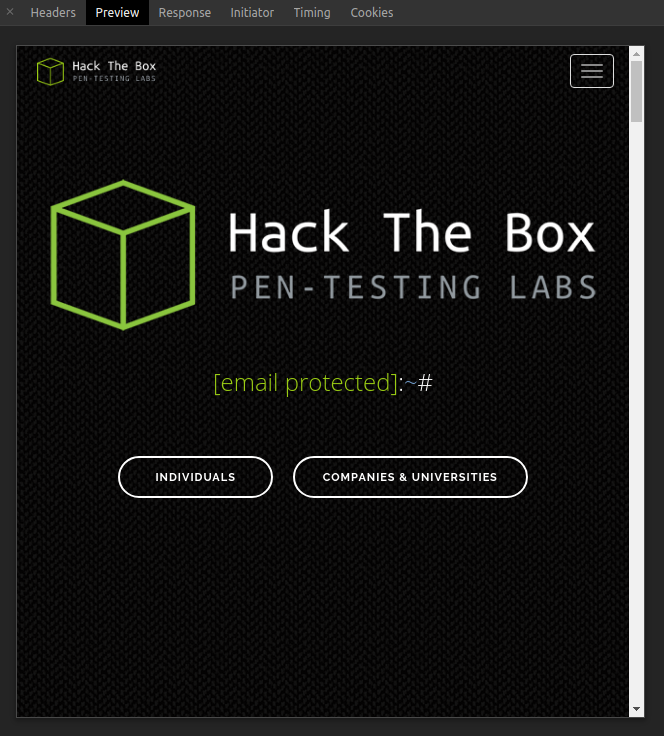 Headers Preview Response Initiator Timing Cookies
Hack The Box
PEN-TESTING LABS
Hack The Box
PEN-TESTING LABS
[email protected]:~#
INDIVIDUALS COMPANIES & UNIVERSITIES